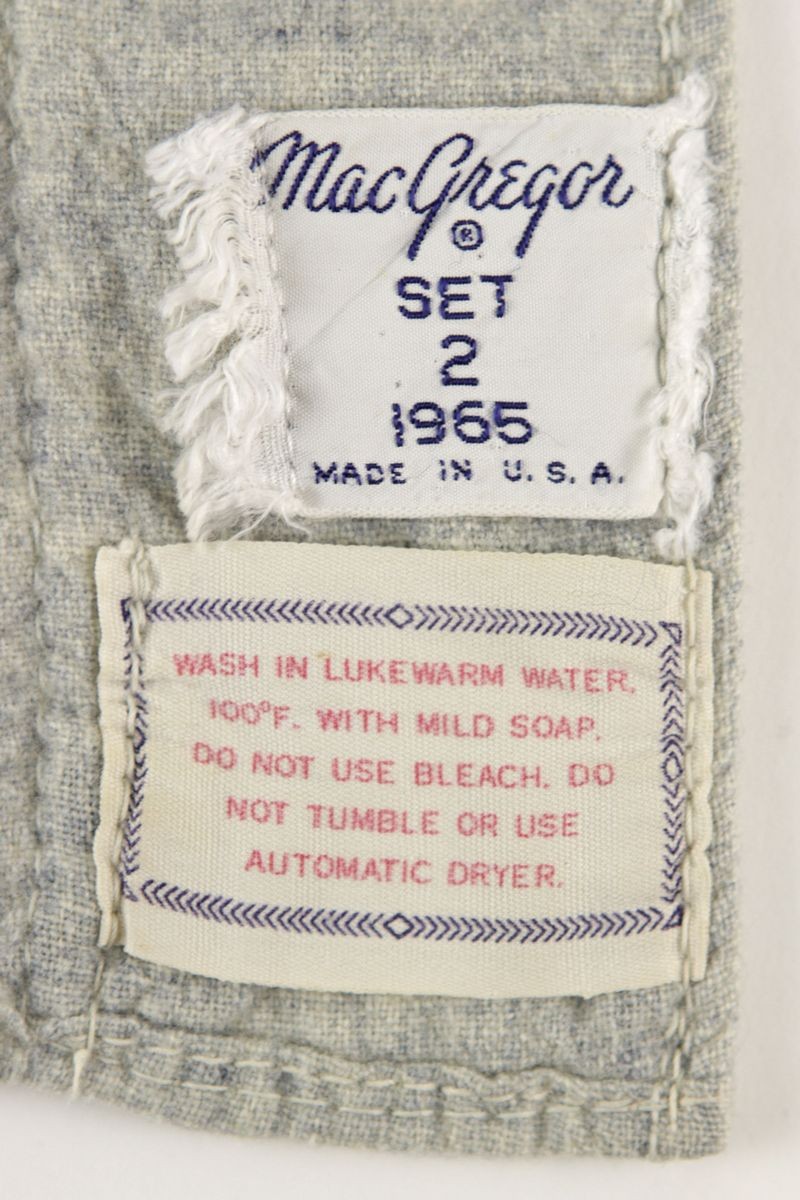 MacGregor
®
SET
2
1965
MADE IN U. S. A.
WASH IN LUKEWARM WATER.
100°F. WITH MILD SOAP.
DO NOT USE BLEACH. DO
NOT TUMBLE OR USE
AUTOMATIC DRYER.